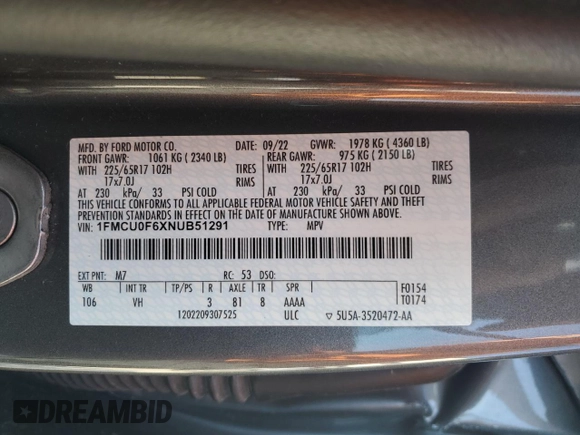 MFD. BY FORD MOTOR CO. DATE: 09/22 GVWR: 1978 KG ( 4360 LB)
FRONT GAWR: 1061 KG ( 2340 LB) REAR GAWR: 975 KG ( 2150 LB)
WITH 225/65R17 102H TIRES WITH 225/65R17 102H TIRES
17x7.0J RIMS 17x7.0J RIMS
AT 230 kPa/ 33 PSI COLD AT 230 kPa/ 33 PSI COLD
THIS VEHICLE CONFORMS TO ALL APPLICABLE FEDERAL MOTOR VEHICLE SAFETY, BUMPER, AND THEFT PREVENTION STANDARDS IN EFFECT ON THE DATE OF MANUFACTURE SHOWN ABOVE.
VIN: 1FMCU0F6XNUB51291 TYPE: MPV
EXT PNT: M7 RC: 53 DSO:
WB INT TR TP/PS R AXLE TR SPR F0154
106 VH 3 81 8 AAAA T0174
1202209307525 ULC ▽ 5U5A-3520472-AA
DREAMBID